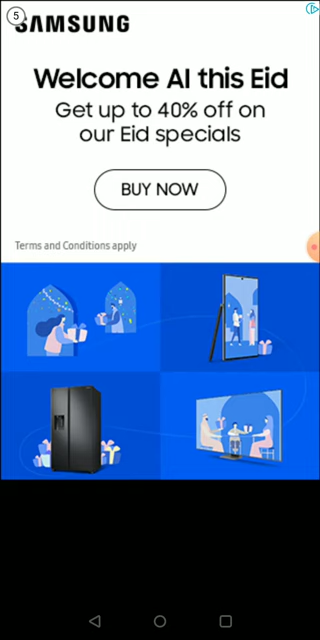 5
SAMSUNG
Welcome AI this Eid
Get up to 40% off on
our Eid specials
BUY NOW
Terms and Conditions apply